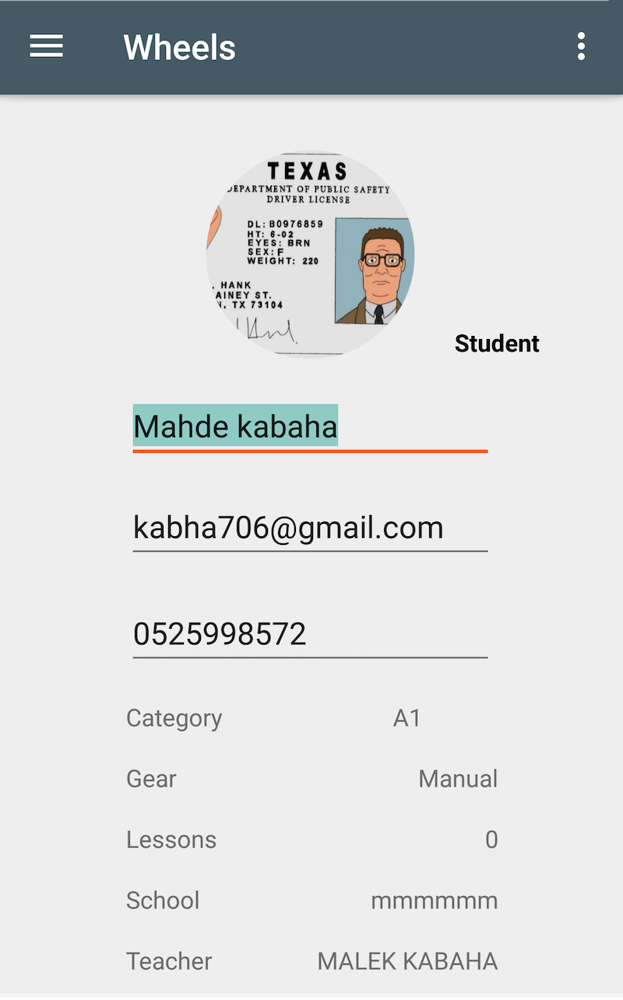 Wheels
TEXAS
DEPARTMENT OF PUBLIC SAFETY
DRIVER LICENSE
DL: B0976859
HT: 6-02
EYES: BRN
SEX: F
WEIGHT: 220
, HANK
AINEY ST.
, TX 73104
Student
Mahde kabaha
kabha706@gmail.com
0525998572
Category A1
Gear Manual
Lessons 0
School mmmmmm
Teacher MALEK KABAHA